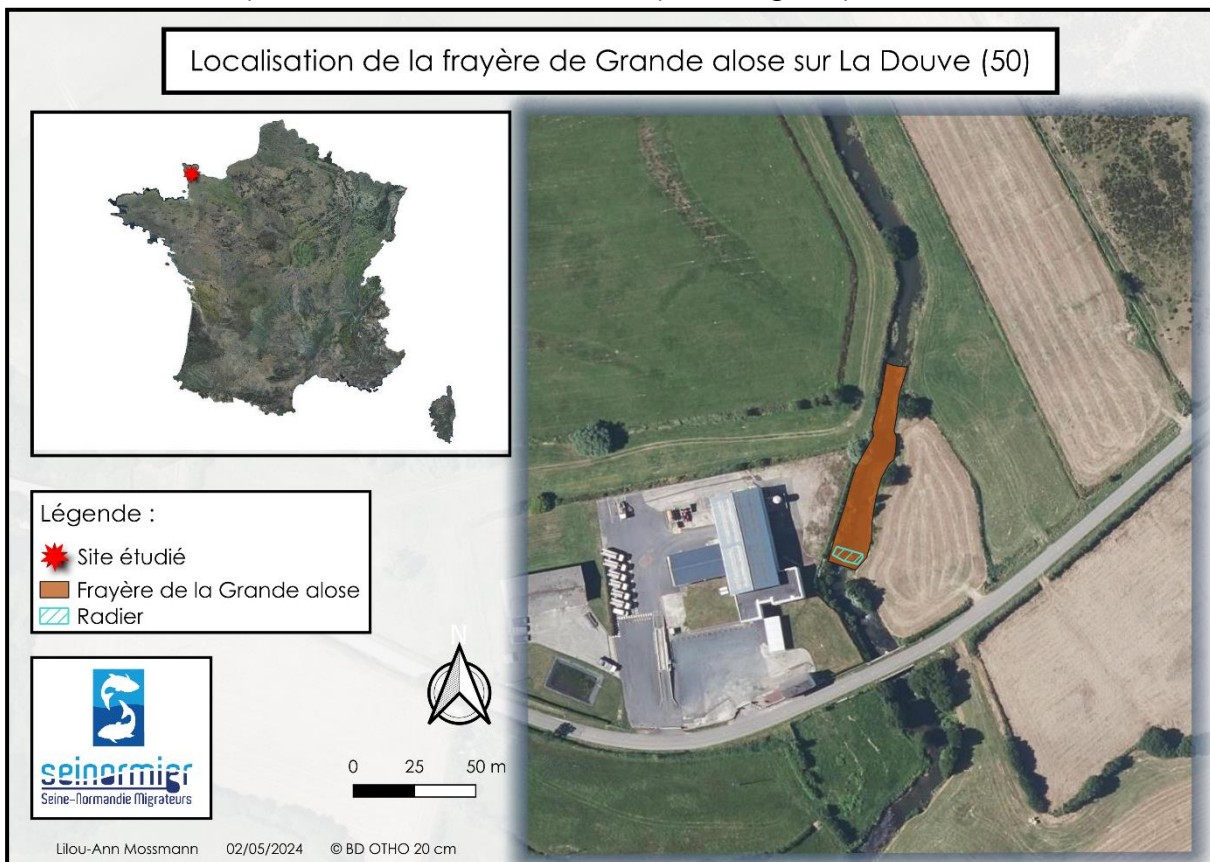 Localisation de la frayère de Grande alose sur La Douve (50)
Légende :
Site étudié
Frayère de la Grande alose
Radier
N
0 25 50 m
seinormigr
Seine-Normandie Migrateurs
Lilou-Ann Mossmann 02/05/2024 © BD OTHO 20 cm